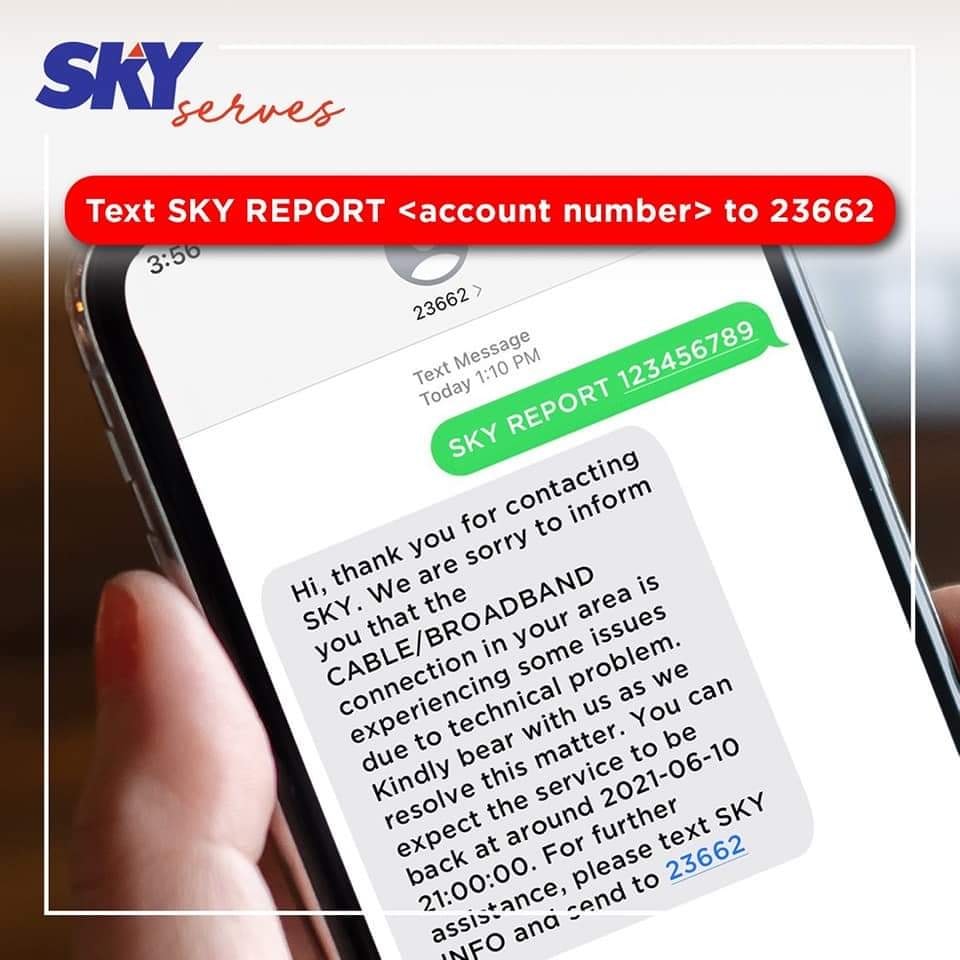 SKY
serves
Text SKY REPORT <account number> to 23662
3:56
23662 >
Text Message
Today 1:10 PM
SKY REPORT 123456789
Hi, thank you for contacting
SKY. We are sorry to inform
you that the
CABLE/BROADBAND
connection in your area is
experiencing some issues
due to technical problem.
Kindly bear with us as we
resolve this matter. You can
expect the service to be
back at around 2021-06-10
21:00:00. For further
assistance, please text SKY
INFO and send to 23662